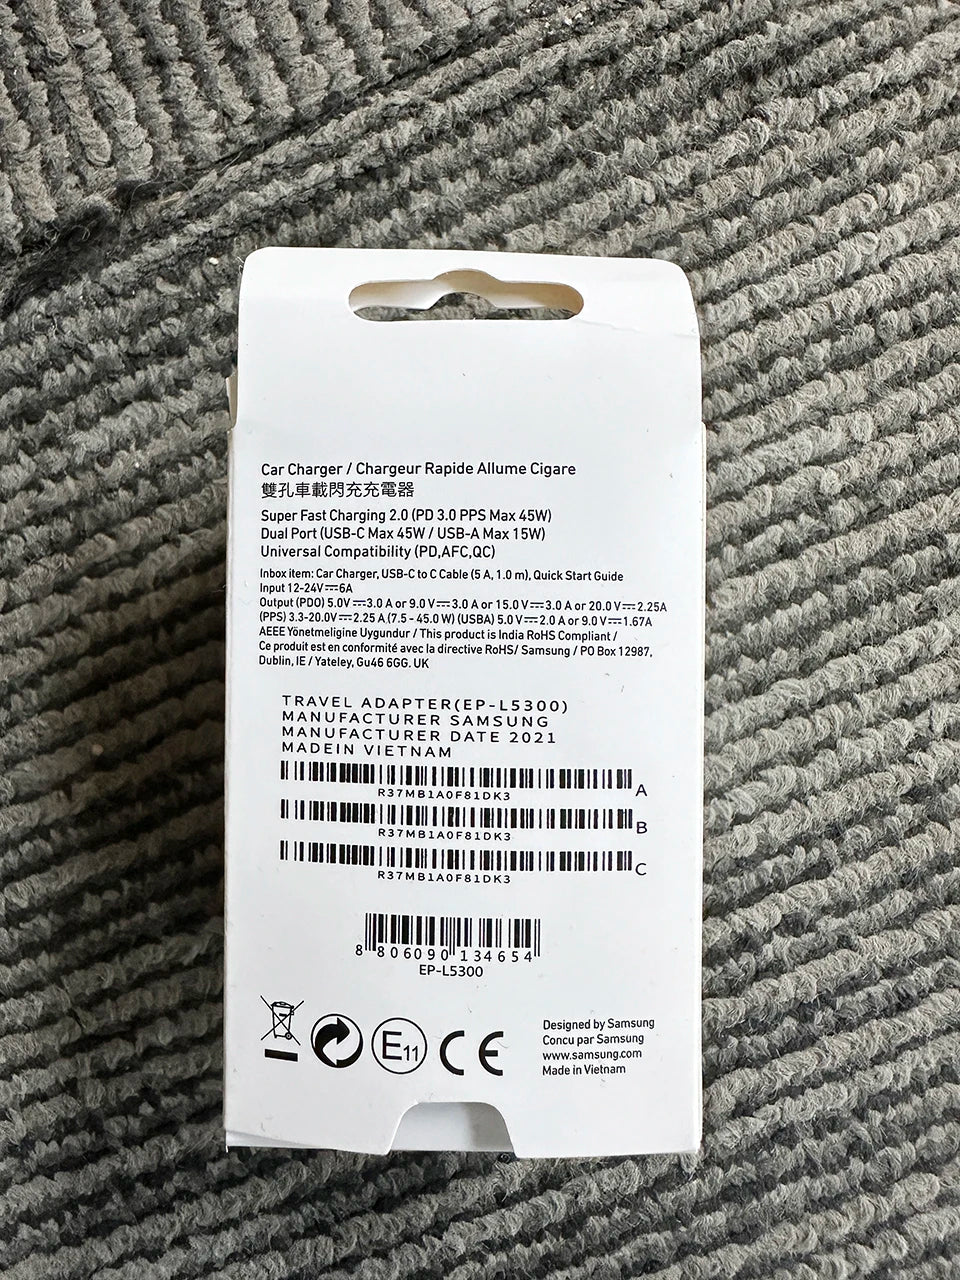 Car Charger / Chargeur Rapide Allume Cigare
雙孔車載閃充充電器
Super Fast Charging 2.0 (PD 3.0 PPS Max 45W)
Dual Port (USB-C Max 45W / USB-A Max 15W)
Universal Compatibility (PD,AFC,QC)
Inbox item: Car Charger, USB-C to C Cable (5 A, 1.0 m), Quick Start Guide
Input 12-24V⎓6A
Output (PDO) 5.0V⎓3.0 A or 9.0V⎓3.0 A or 15.0V⎓3.0 A or 20.0V⎓2.25A
(PPS) 3.3-20.0V⎓2.25 A (7.5 - 45.0 W) (USBA) 5.0V⎓2.0 A or 9.0V⎓1.67A
AEEE Yönetmeligine Uygundur / This product is India RoHS Compliant /
Ce produit est en conformité avec la directive RoHS/ Samsung / PO Box 12987,
Dublin, IE / Yateley, Gu46 6GG. UK
TRAVEL ADAPTER(EP-L5300)
MANUFACTURER SAMSUNG
MANUFACTURER DATE 2021
MADEIN VIETNAM
A
R37MB1A0F81DK3
B
R37MB1A0F81DK3
C
R37MB1A0F81DK3
8 806090 134654
EP-L5300
E11
CE
Designed by Samsung
Concu par Samsung
www.samsung.com
Made in Vietnam